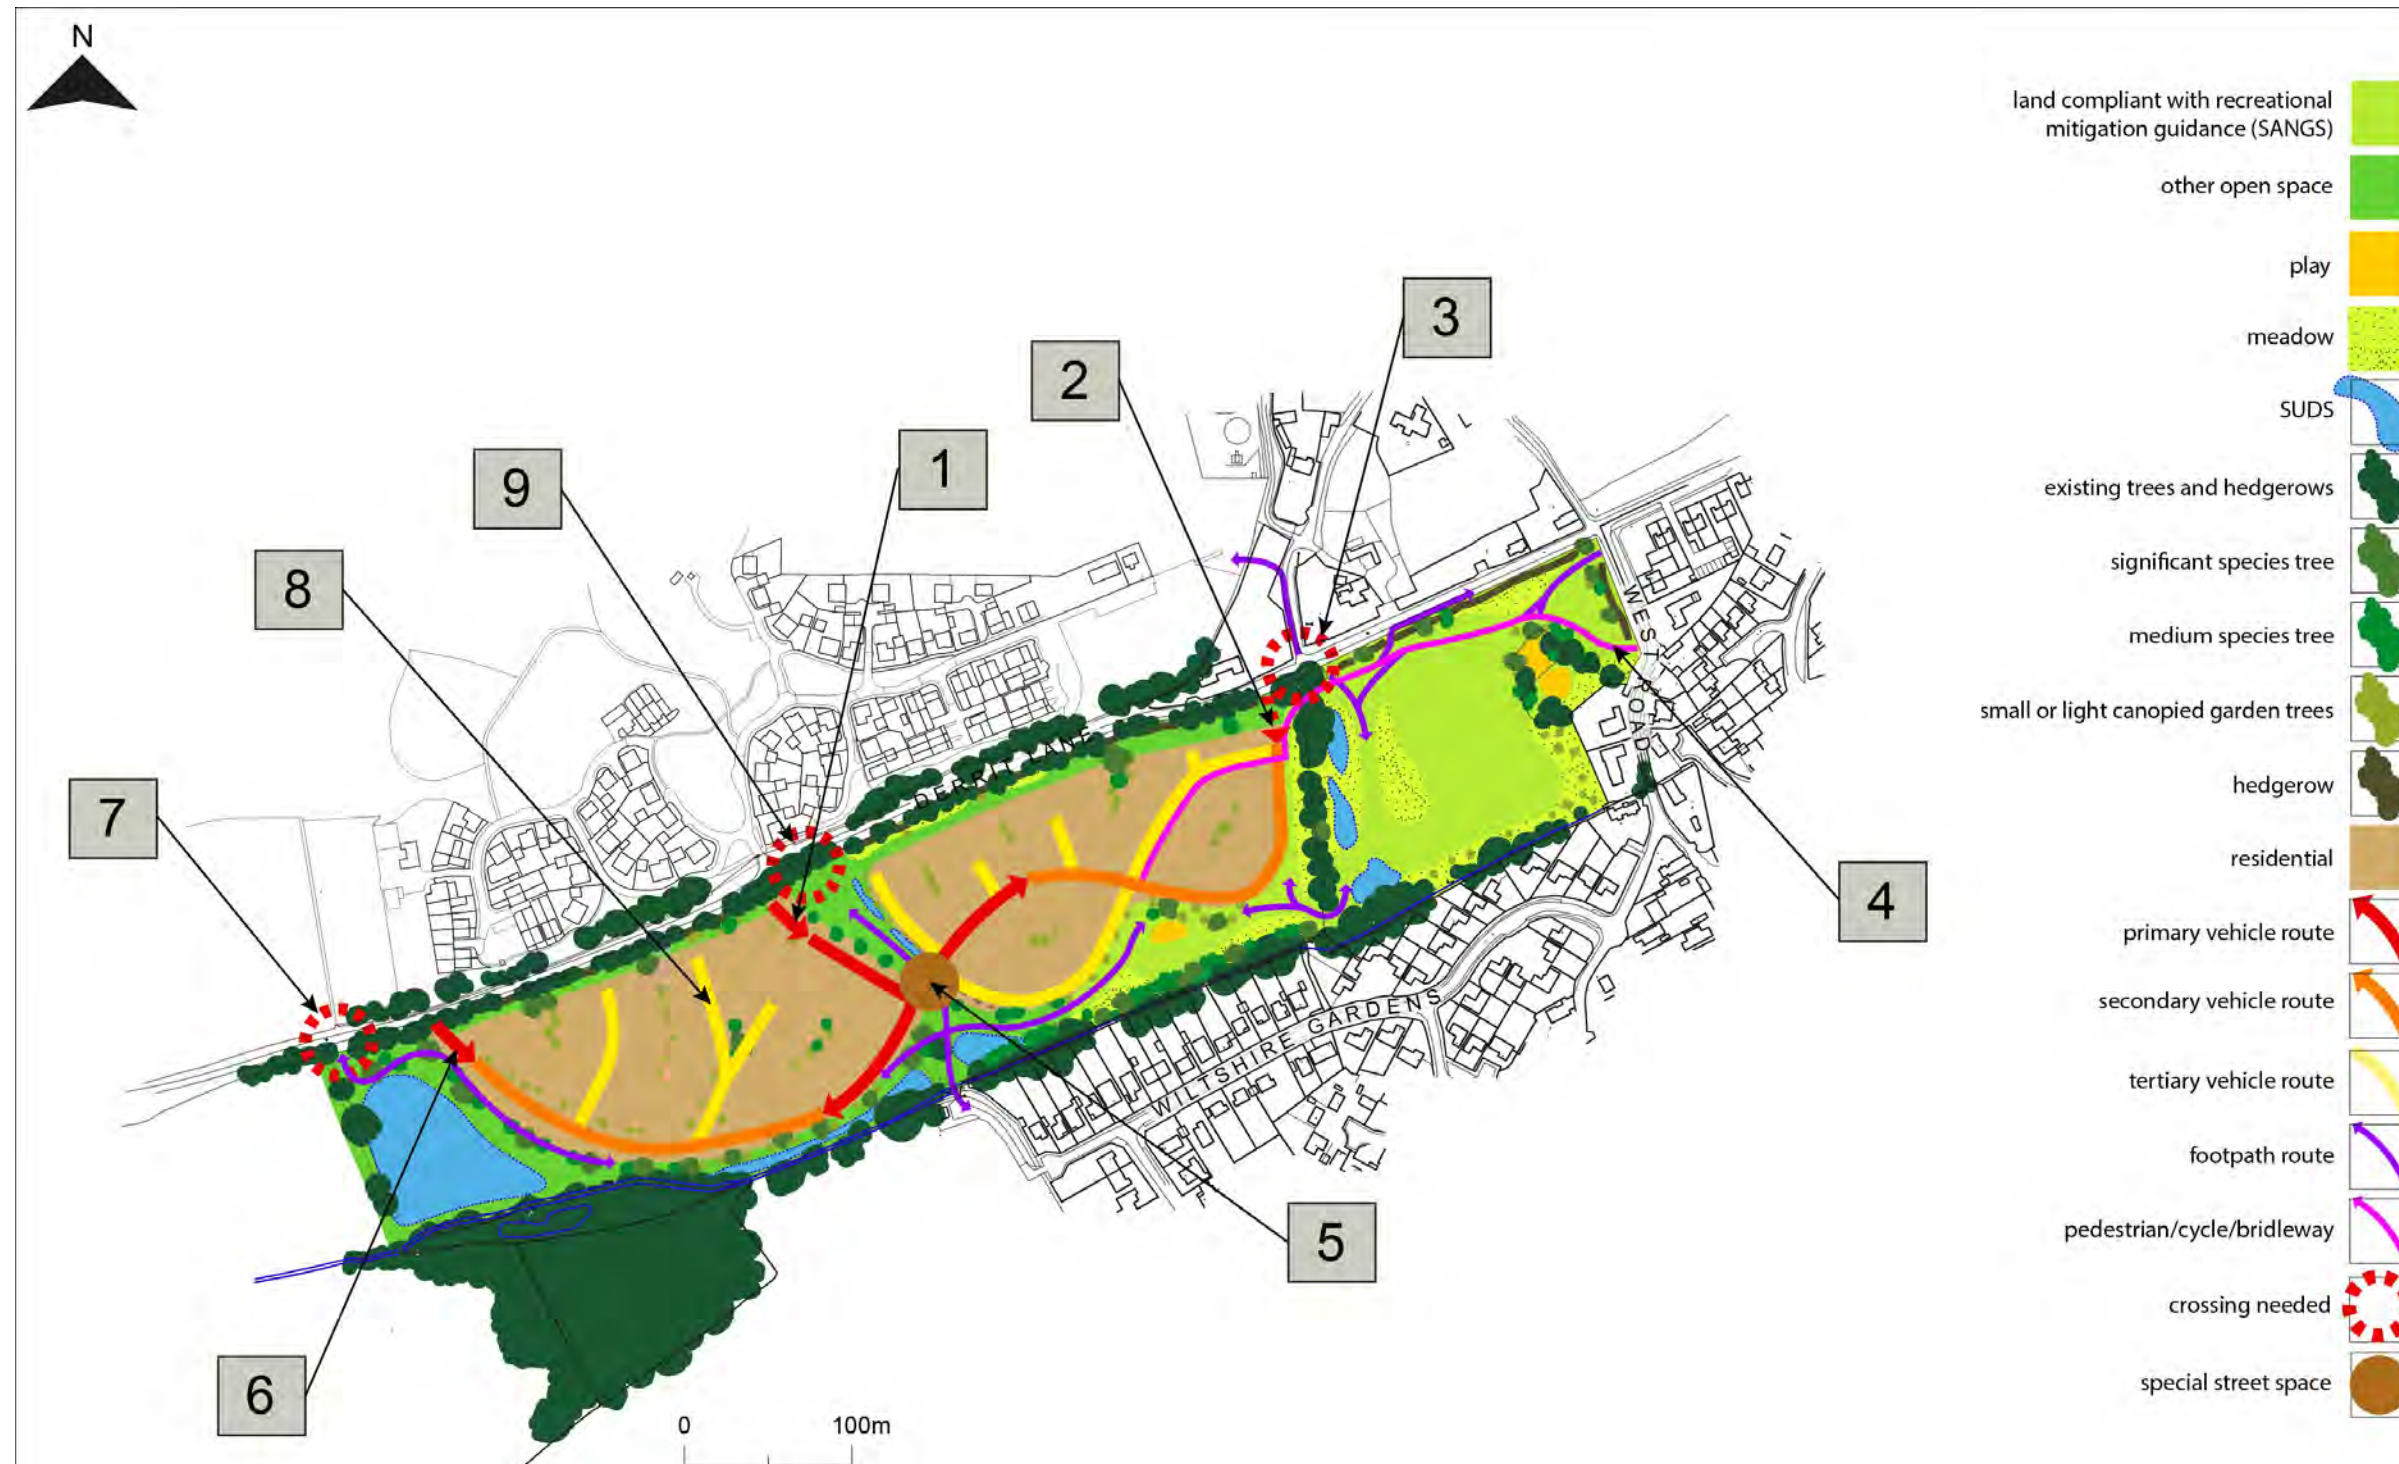 N
land compliant with recreational
mitigation guidance (SANGS)
other open space
play
meadow
SUDS
existing trees and hedgerows
significant species tree
medium species tree
small or light canopied garden trees
hedgerow
residential
primary vehicle route
secondary vehicle route
tertiary vehicle route
footpath route
pedestrian/cycle/bridleway
crossing needed
special street space
3
2
1
9
8
7
4
5
6
DERRIT LANE
WEST ROAD
WILTSHIRE GARDENS
0 100m